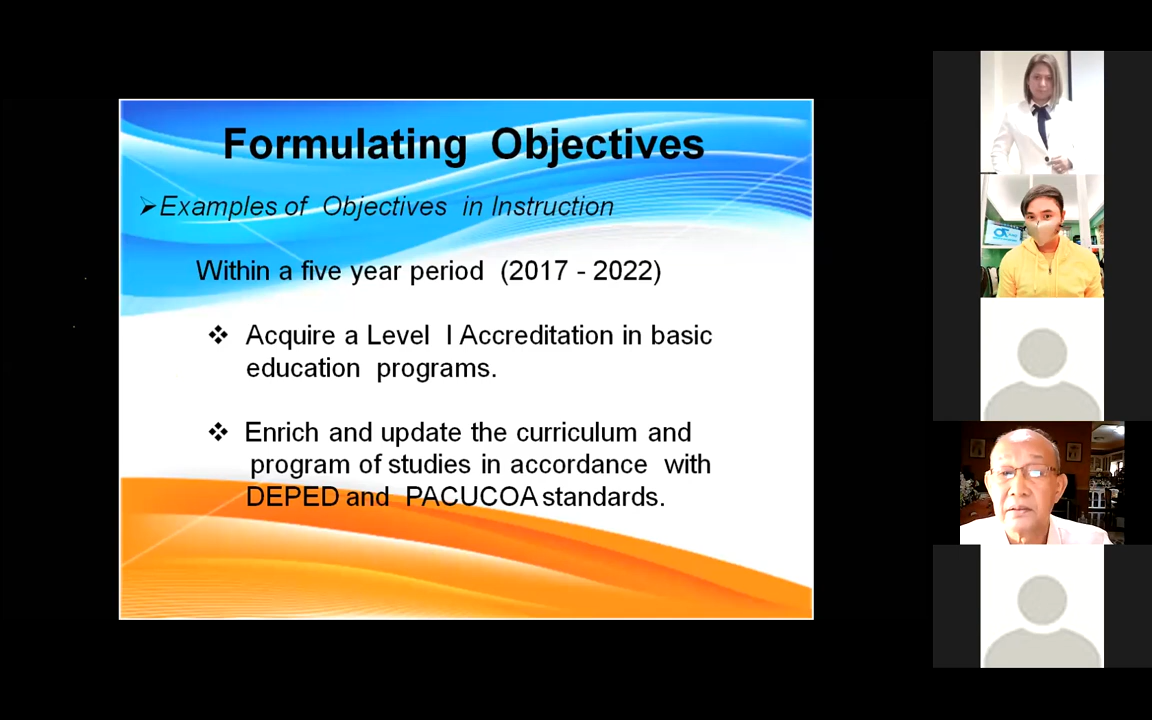 Formulating Objectives
➢Examples of Objectives in Instruction
Within a five year period (2017 - 2022)
❖ Acquire a Level I Accreditation in basic
education programs.
❖ Enrich and update the curriculum and
program of studies in accordance with
DEPED and PACUCOA standards.